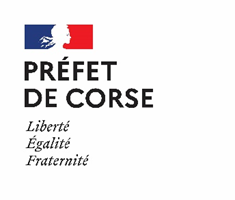 PRÉFET
DE CORSE
Liberté
Égalité
Fraternité